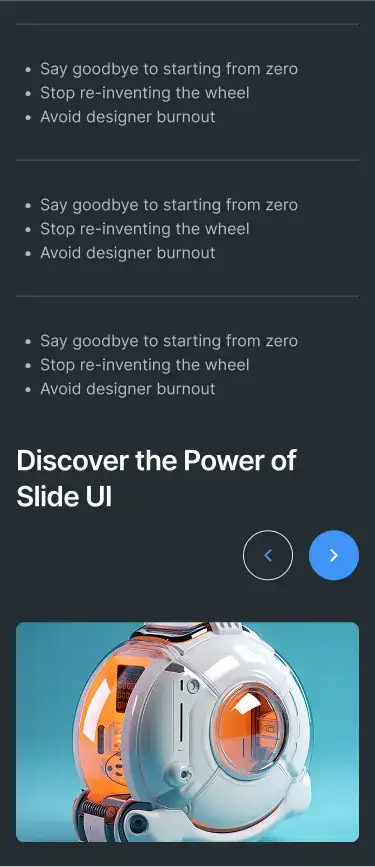 Say goodbye to starting from zero
Stop re-inventing the wheel
Avoid designer burnout
Say goodbye to starting from zero
Stop re-inventing the wheel
Avoid designer burnout
Say goodbye to starting from zero
Stop re-inventing the wheel
Avoid designer burnout
Discover the Power of
Slide UI